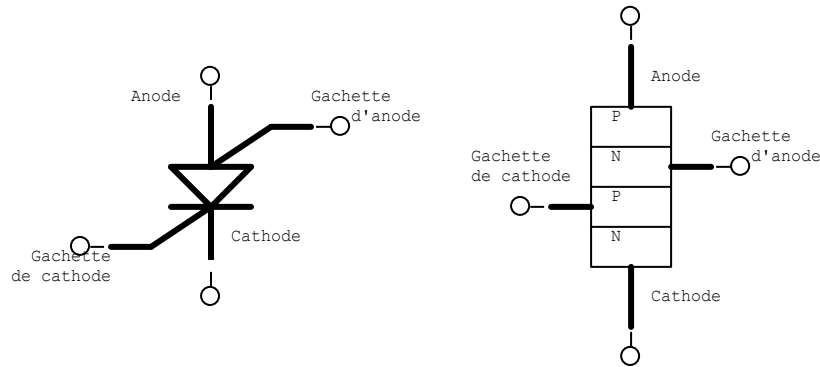 Anode
Gachette
d'anode
Cathode
Gachette
de cathode
Anode
P
Gachette
d'anode
N
Gachette
de cathode
P
N
Cathode